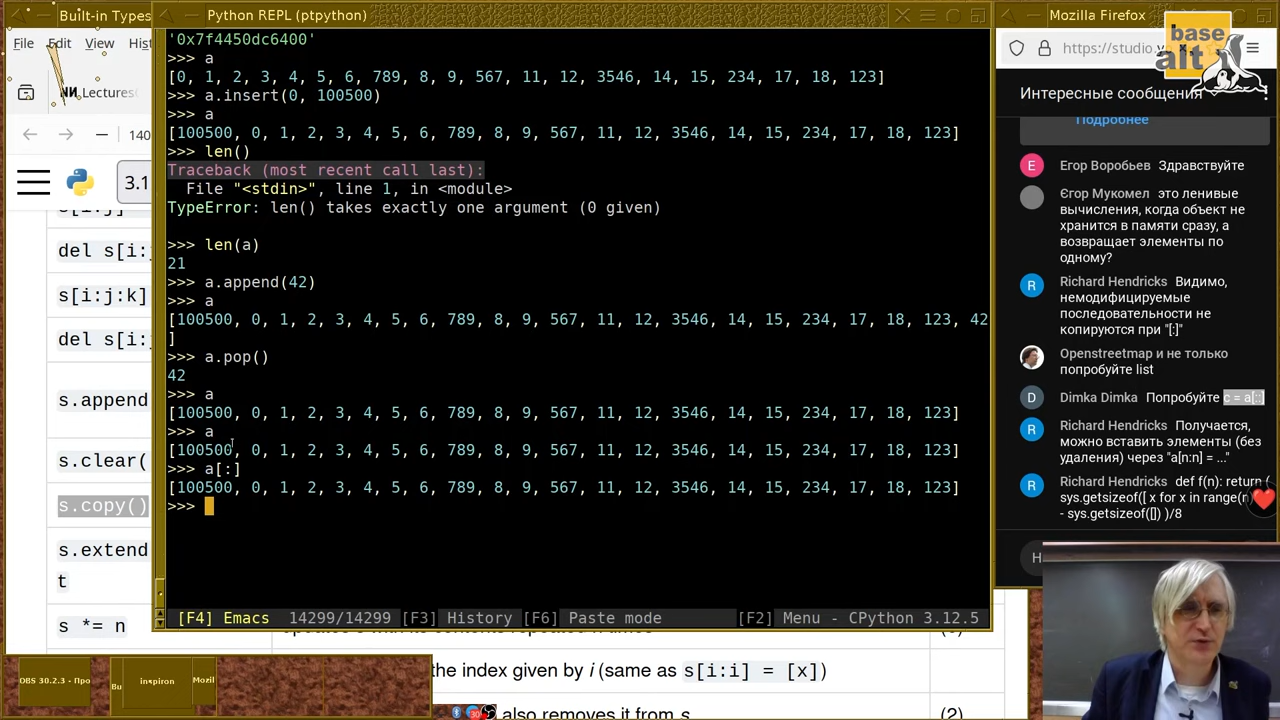 Built-in Types
Python REPL (ptpython)
Mozilla Firefox
File Edit View Hist
Lectures
140
3.1
del s[i:
s[i:j:k]
del s[i:
s.append
s.clear(
s.copy()
s.extend
t
s *= n
'0x7f4450dc6400'
>>> a
[0, 1, 2, 3, 4, 5, 6, 789, 8, 9, 567, 11, 12, 3546, 14, 15, 234, 17, 18, 123]
>>> a.insert(0, 100500)
>>> a
[100500, 0, 1, 2, 3, 4, 5, 6, 789, 8, 9, 567, 11, 12, 3546, 14, 15, 234, 17, 18, 123]
>>> len()
Traceback (most recent call last):
File "<stdin>", line 1, in <module>
TypeError: len() takes exactly one argument (0 given)
>>> len(a)
21
>>> a.append(42)
>>> a
[100500, 0, 1, 2, 3, 4, 5, 6, 789, 8, 9, 567, 11, 12, 3546, 14, 15, 234, 17, 18, 123, 42
]
>>> a.pop()
42
>>> a
[100500, 0, 1, 2, 3, 4, 5, 6, 789, 8, 9, 567, 11, 12, 3546, 14, 15, 234, 17, 18, 123]
>>> a
[100500, 0, 1, 2, 3, 4, 5, 6, 789, 8, 9, 567, 11, 12, 3546, 14, 15, 234, 17, 18, 123]
>>> a[:]
[100500, 0, 1, 2, 3, 4, 5, 6, 789, 8, 9, 567, 11, 12, 3546, 14, 15, 234, 17, 18, 123]
>>>
[F4] Emacs 14299/14299 [F3] History [F6] Paste mode [F2] Menu - CPython 3.12.5
the index given by i (same as s[i:i] = [x])
also removes it from s
(2)
OBS 30.2.3 - Про
Bu
inspiron
Mozil
https://studio.
base
alt
Интересные сообщения
Подробнее
Егор Воробьев Здравствуйте
Єгор Мукомел это ленивые
вычисления, когда объект не
хранится в памяти сразу, а
возвращает элементы по
одному?
Richard Hendricks Видимо,
немодифицируемые
последовательности не
копируются при "[:]"
Openstreetmap и не только
попробуйте list
Dimka Dimka Попробуйте c = a[::]
Richard Hendricks Получается,
можно вставить элементы (без
удаления) через "a[n:n] = ..."
Richard Hendricks def f(n): return (
sys.getsizeof([ x for x in range(n)
- sys.getsizeof([]) )/8